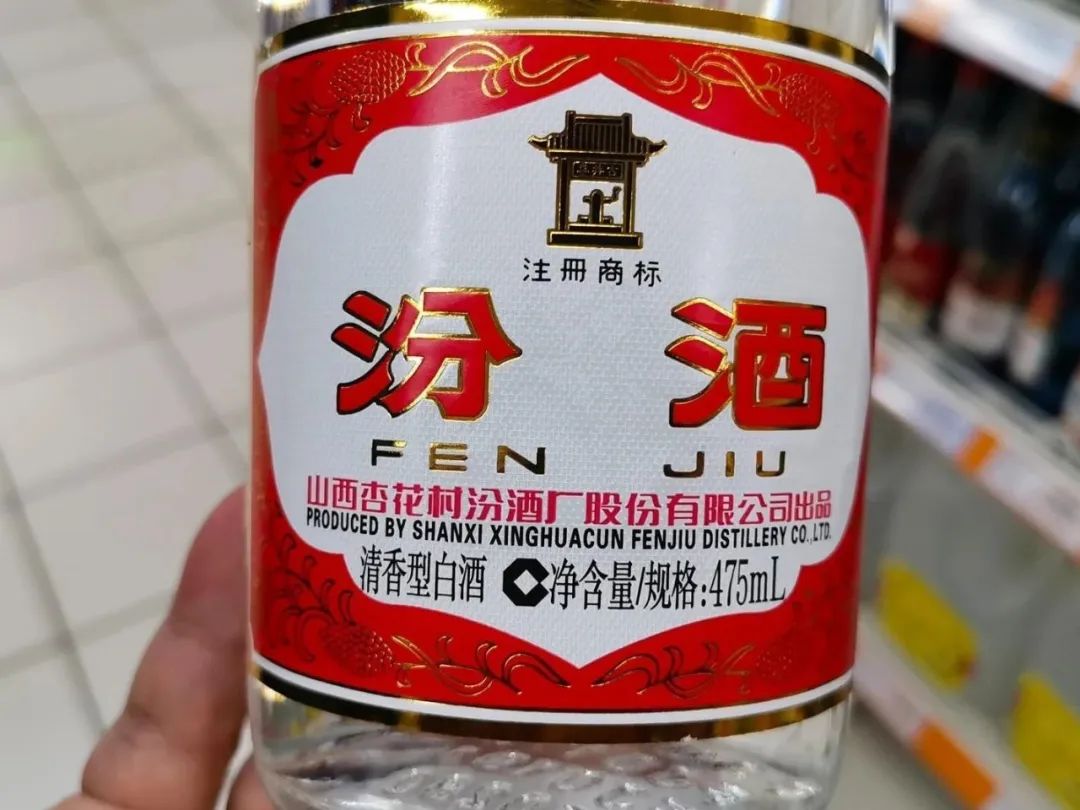 注册商标
汾酒
FEN JIU
山西杏花村汾酒厂股份有限公司出品
PRODUCED BY SHANXI XINGHUACUN FENJIU DISTILLERY CO.,LTD.
清香型白酒 净含量/规格:475mL